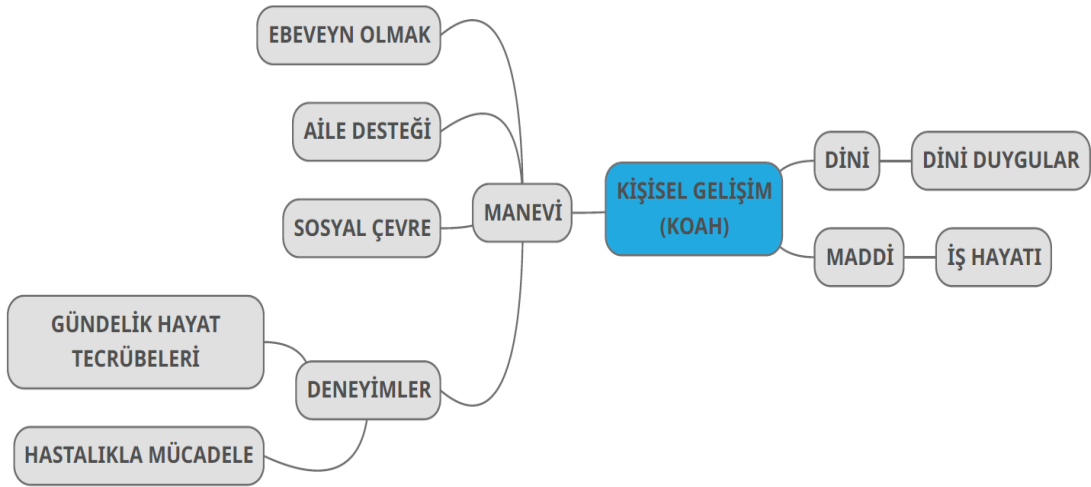 EBEVEYN OLMAK
AİLE DESTEĞİ
SOSYAL ÇEVRE
MANEVİ
GÜNDELİK HAYAT
TECRÜBELERİ
DENEYİMLER
HASTALIKLA MÜCADELE
KİŞİSEL GELİŞİM
(KOAH)
DİNİ
DİNİ DUYGULAR
MADDİ
İŞ HAYATI